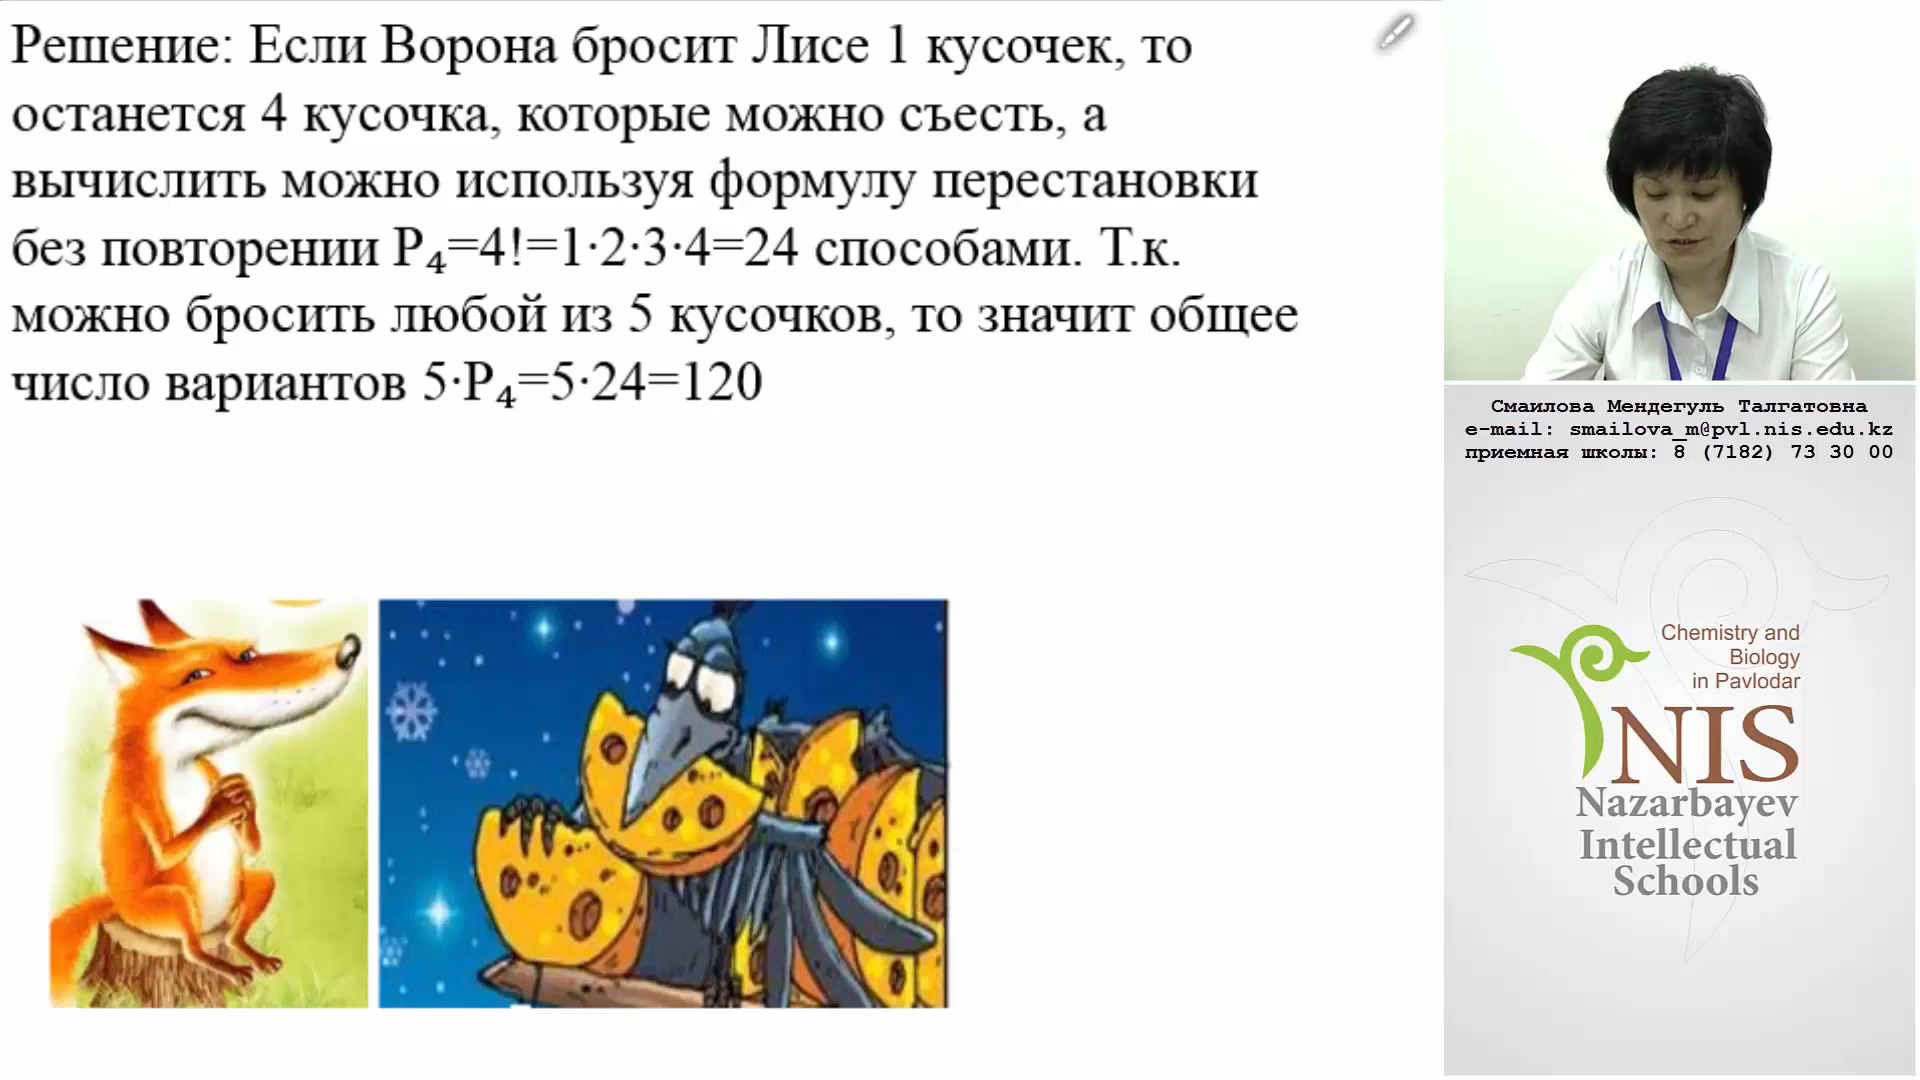 Решение: Если Ворона бросит Лисе 1 кусочек, то
останется 4 кусочка, которые можно съесть, а
вычислить можно используя формулу перестановки
без повторении P₄=4!=1·2·3·4=24 способами. Т.к.
можно бросить любой из 5 кусочков, то значит общее
число вариантов 5·P₄=5·24=120
Смаилова Мендегуль Талгатовна
e-mail: smailova_m@pvl.nis.edu.kz
приемная школы: 8 (7182) 73 30 00
Chemistry and
Biology
in Pavlodar
NIS
Nazarbayev
Intellectual
Schools